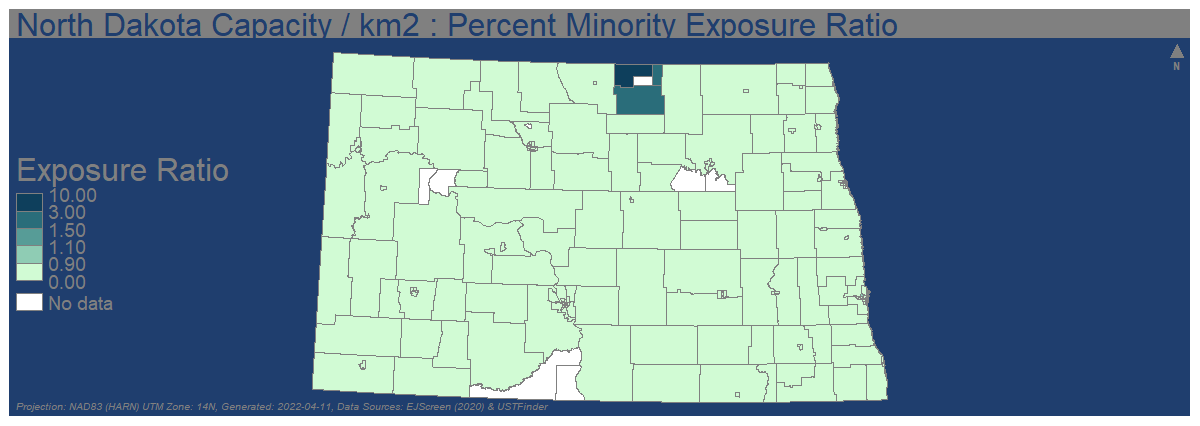 North Dakota Capacity / km2 : Percent Minority Exposure Ratio
N
Exposure Ratio
10.00
3.00
1.50
1.10
0.90
0.00
No data
Projection: NAD83 (HARN) UTM Zone: 14N, Generated: 2022-04-11, Data Sources: EJScreen (2020) & USTFinder